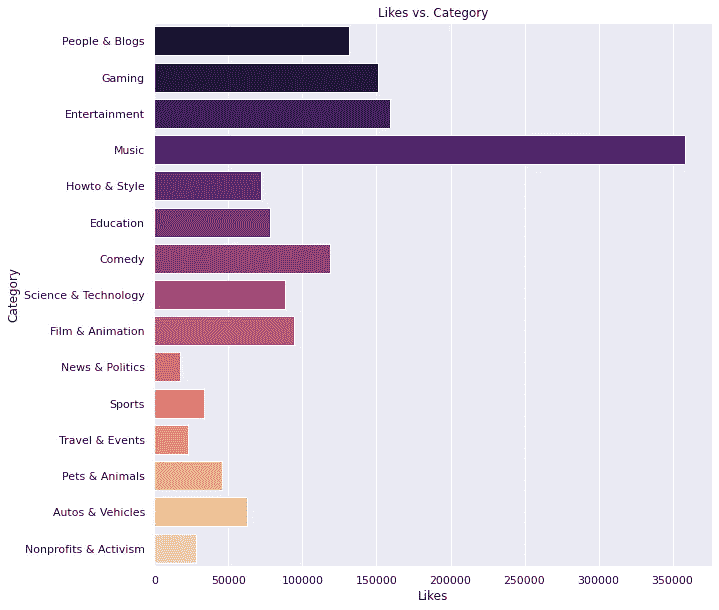 Likes vs. Category
Category
People & Blogs
Gaming
Entertainment
Music
Howto & Style
Education
Comedy
Science & Technology
Film & Animation
News & Politics
Sports
Travel & Events
Pets & Animals
Autos & Vehicles
Nonprofits & Activism
0 50000 100000 150000 200000 250000 300000 350000
Likes